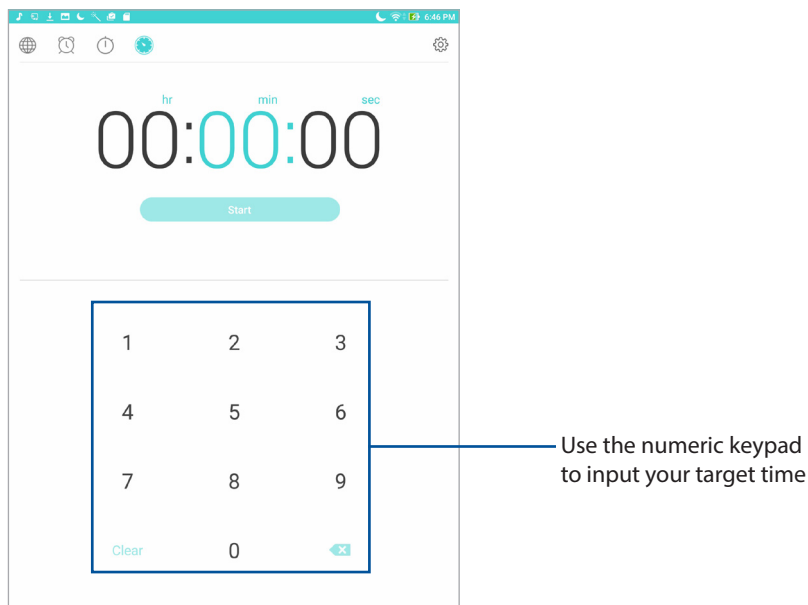 6:46 PM
hr min sec
00:00:00
Start
1 2 3
4 5 6
7 8 9
Clear 0
Use the numeric keypad
to input your target time